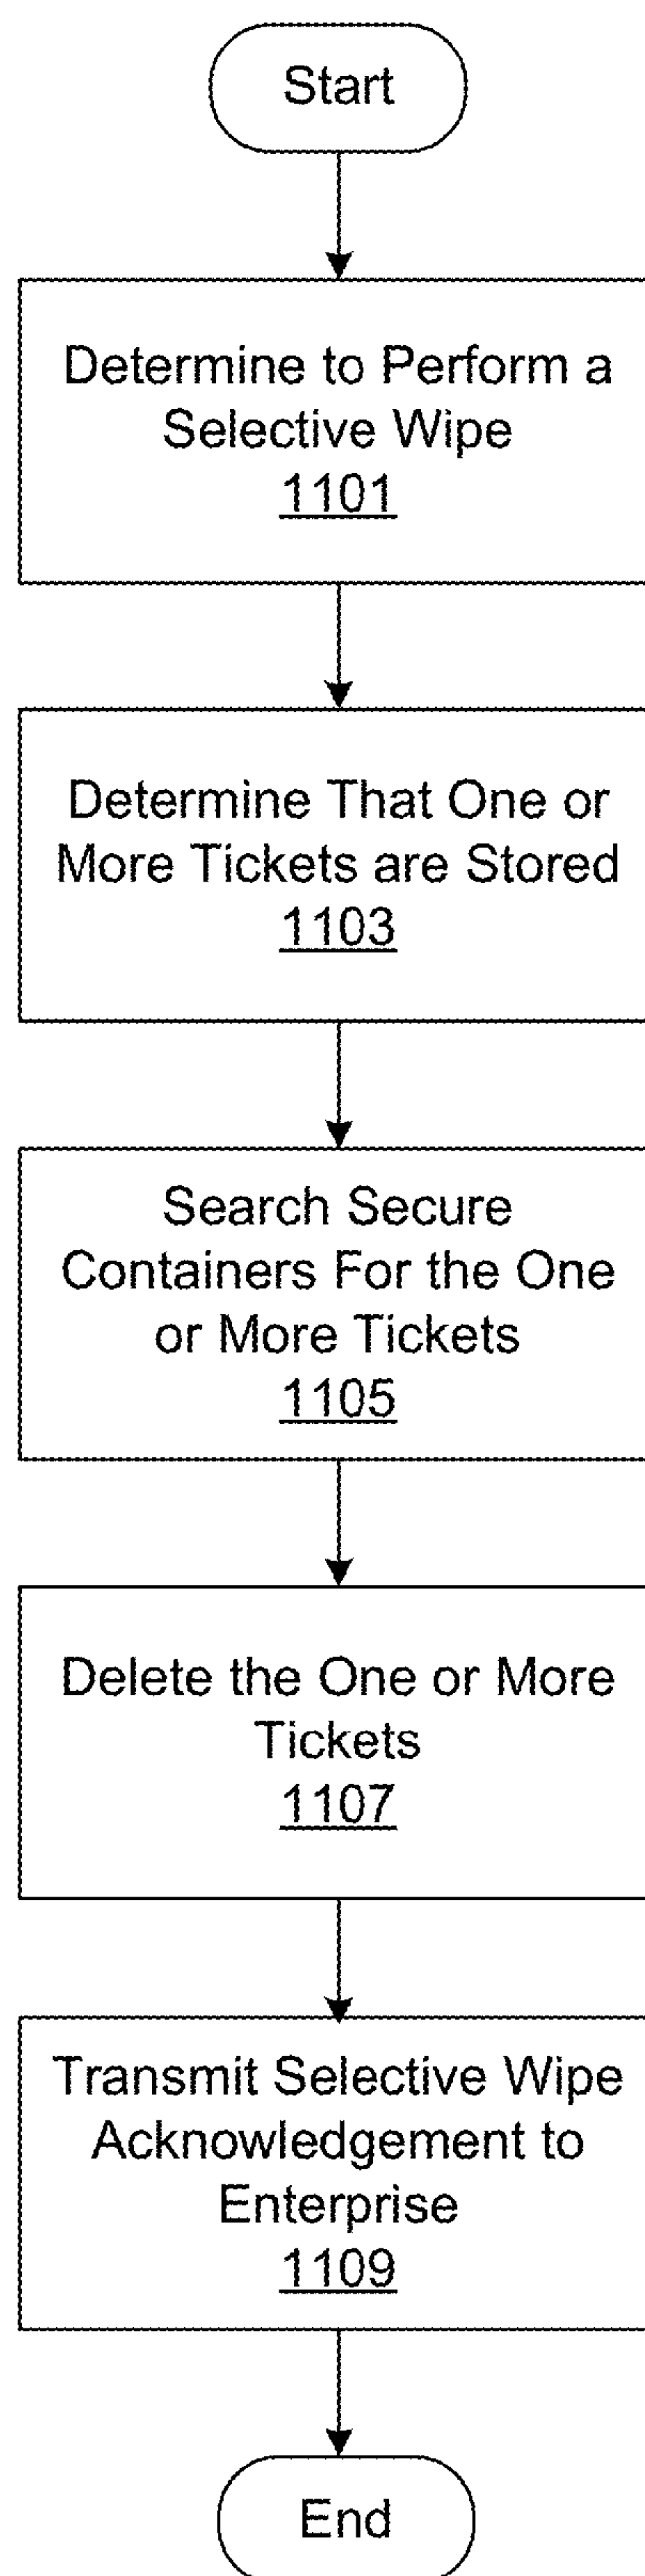 Start
Determine to Perform a
Selective Wipe
1101
Determine That One or
More Tickets are Stored
1103
Search Secure
Containers For the One
or More Tickets
1105
Delete the One or More
Tickets
1107
Transmit Selective Wipe
Acknowledgement to
Enterprise
1109
End